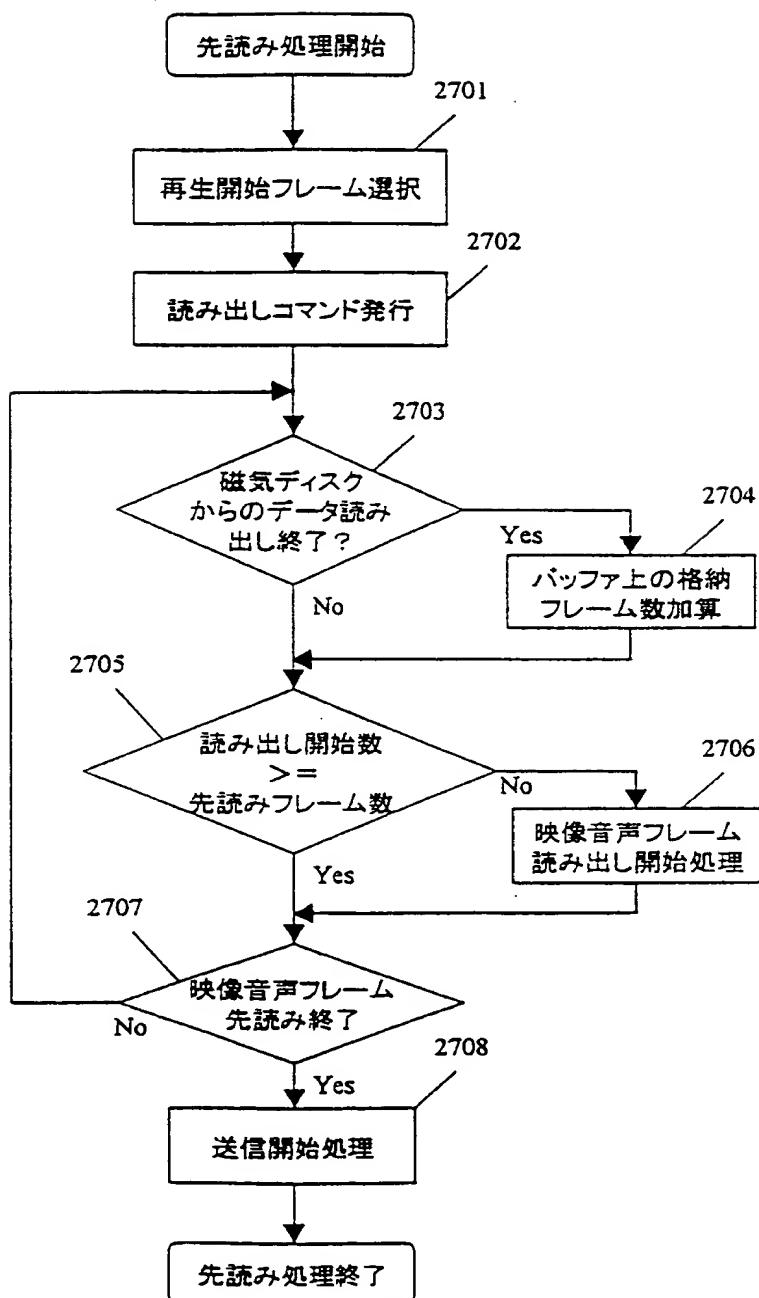 先読み処理開始
2701
再生開始フレーム選択
2702
読み出しコマンド発行
2703
磁気ディスク
からのデータ読み
出し終了？
Yes
No
2704
バッファ上の格納
フレーム数加算
2705
読み出し開始数
>=
先読みフレーム数
No
Yes
2706
映像音声フレーム
読み出し開始処理
2707
映像音声フレーム
先読み終了
No
Yes
2708
送信開始処理
先読み処理終了